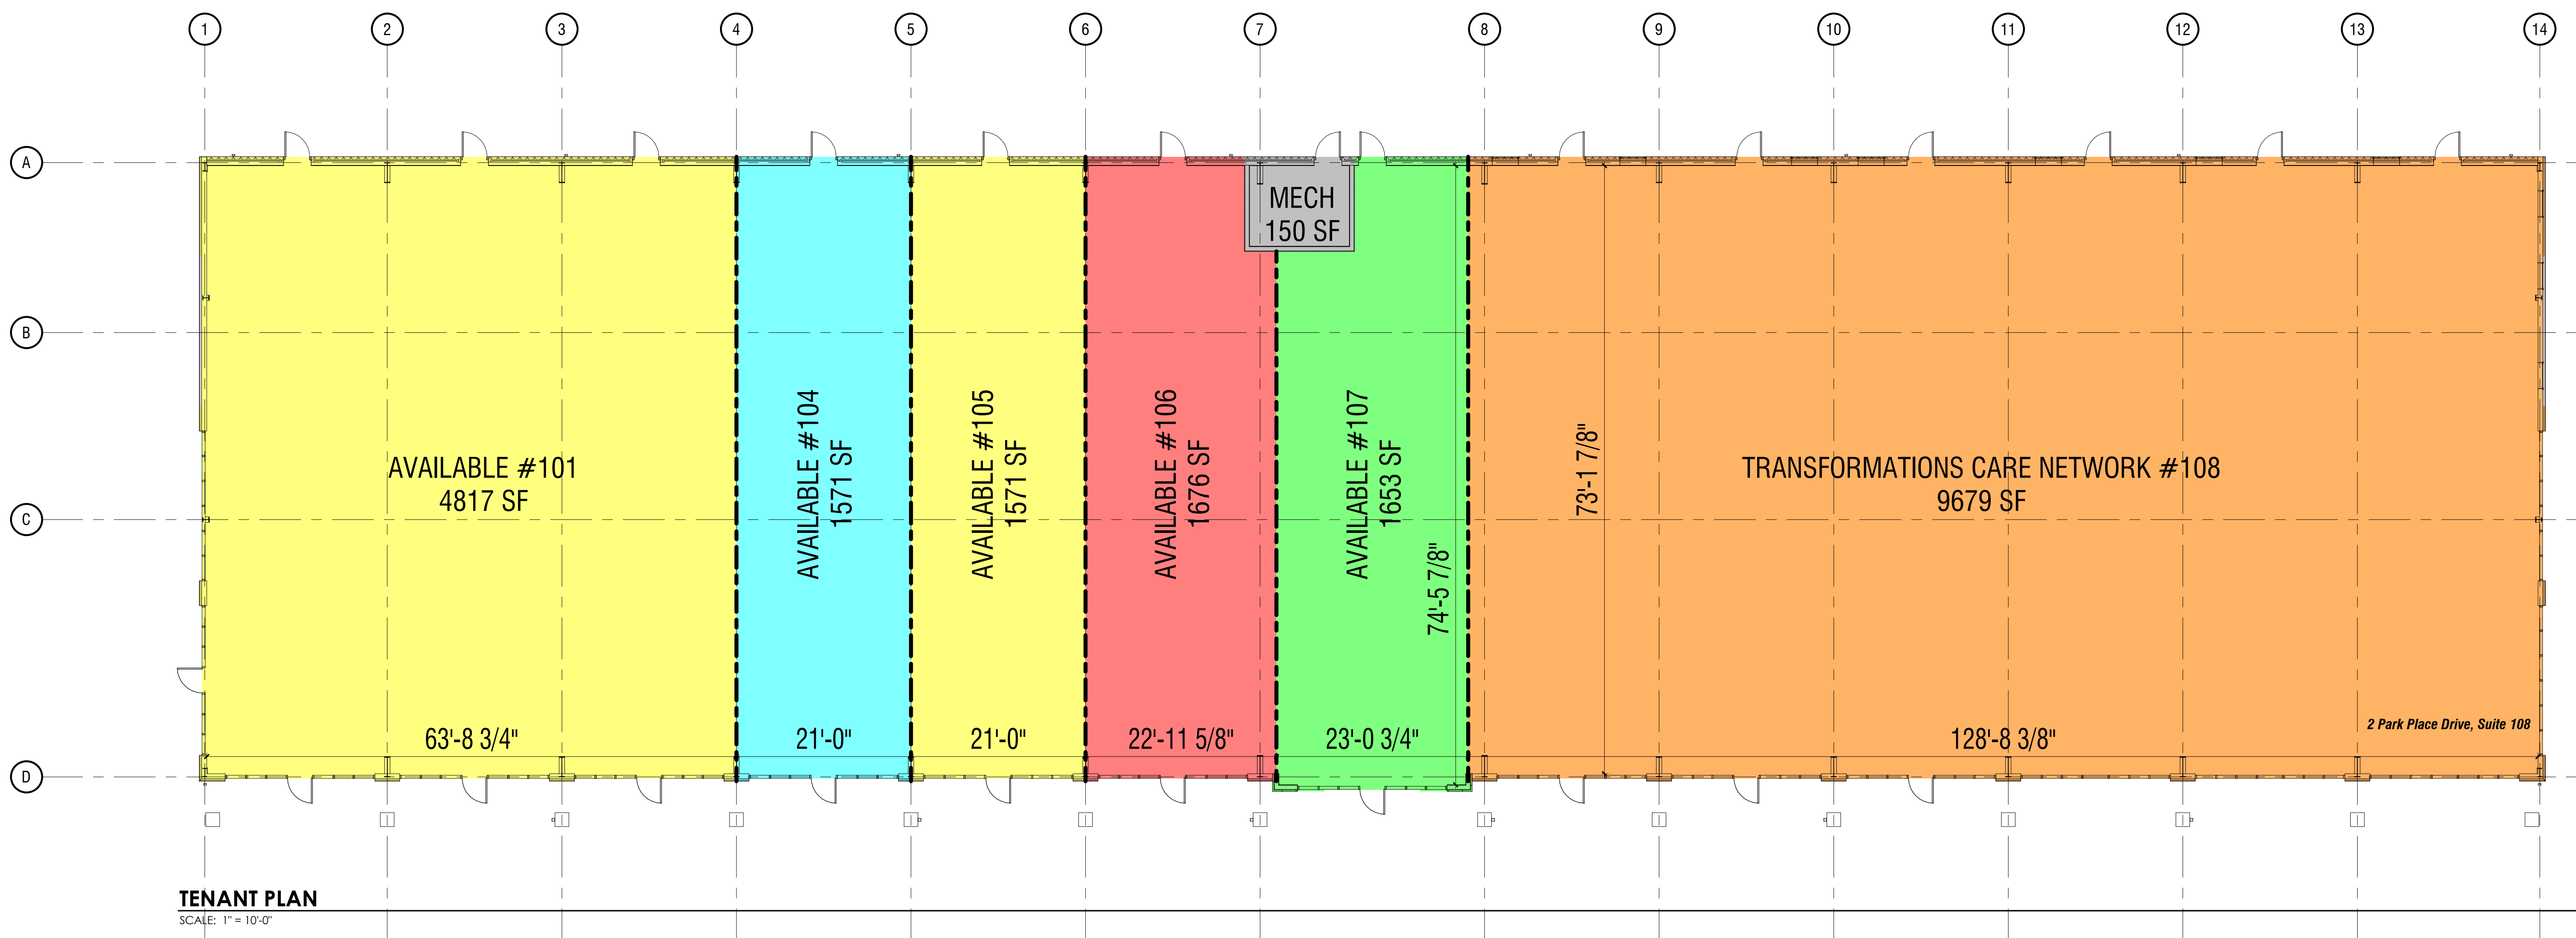 1 2 3 4 5 6 7 8 9 10 11 12 13 14
A
B
C
D
AVAILABLE #101
4817 SF
63'-8 3/4"
AVAILABLE #104
1571 SF
21'-0"
AVAILABLE #105
1571 SF
21'-0"
AVAILABLE #106
1676 SF
22'-11 5/8"
MECH
150 SF
AVAILABLE #107
1653 SF
74'-5 7/8"
23'-0 3/4"
73'-1 7/8"
TRANSFORMATIONS CARE NETWORK #108
9679 SF
2 Park Place Drive, Suite 108
128'-8 3/8"
TENANT PLAN
SCALE: 1" = 10'-0"